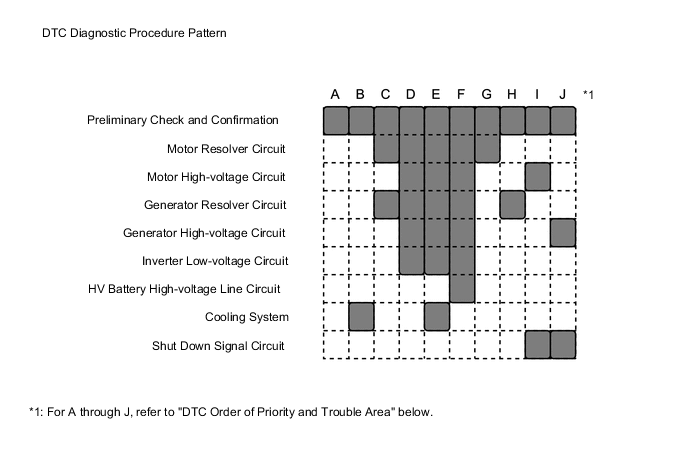 DTC Diagnostic Procedure Pattern
A B C D E F G H I J *1
Preliminary Check and Confirmation
Motor Resolver Circuit
Motor High-voltage Circuit
Generator Resolver Circuit
Generator High-voltage Circuit
Inverter Low-voltage Circuit
HV Battery High-voltage Line Circuit
Cooling System
Shut Down Signal Circuit
*1: For A through J, refer to "DTC Order of Priority and Trouble Area" below.